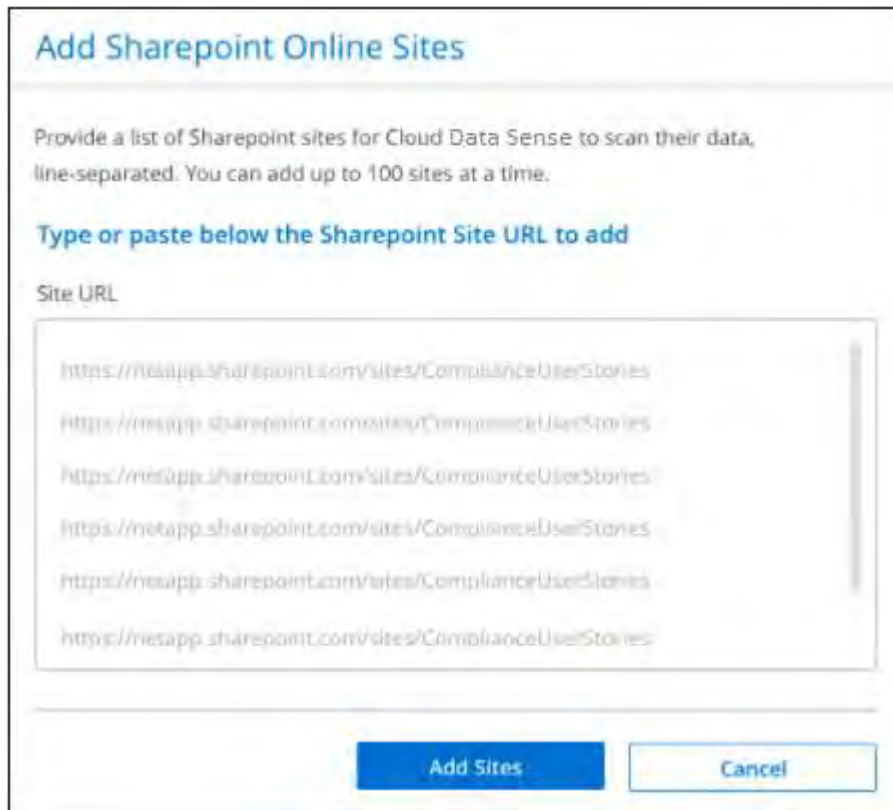 Add Sharepoint Online Sites
Provide a list of Sharepoint sites for Cloud Data Sense to scan their data,
line-separated. You can add up to 100 sites at a time.
Type or paste below the Sharepoint Site URL to add
Site URL
https://netapp.sharepoint.com/sites/ComplianceUserStories
https://netapp.sharepoint.com/sites/ComplianceUserStories
https://netapp.sharepoint.com/sites/ComplianceUserStories
https://netapp.sharepoint.com/sites/ComplianceUserStories
https://netapp.sharepoint.com/sites/ComplianceUserStories
https://netapp.sharepoint.com/sites/ComplianceUserStories
Add Sites
Cancel